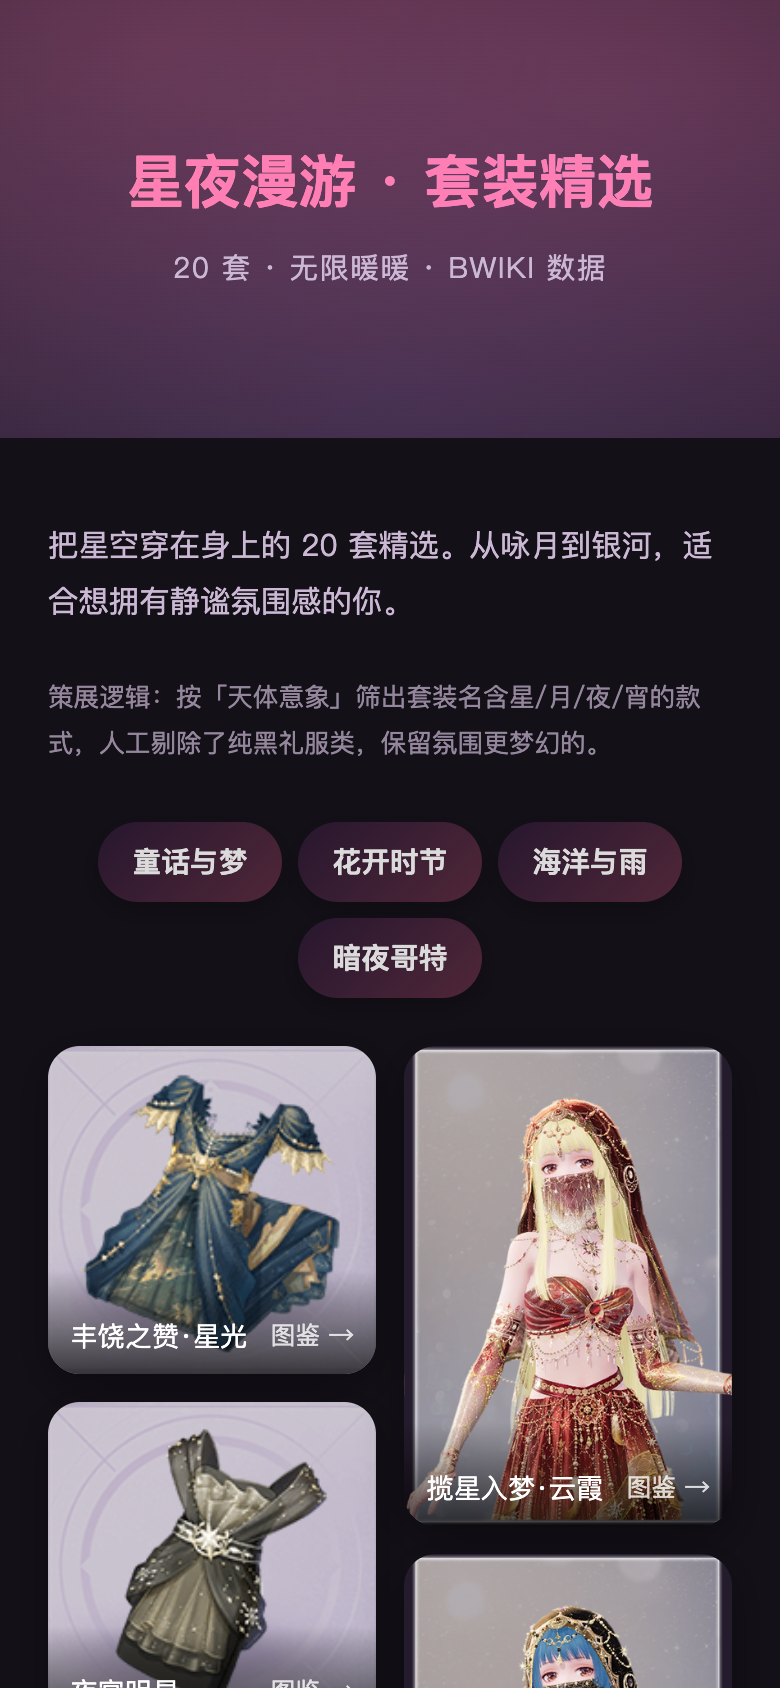 星夜漫游 · 套装精选
20 套 · 无限暖暖 · BWIKI 数据
把星空穿在身上的 20 套精选。从咏月到银河，适
合想拥有静谧氛围感的你。
策展逻辑：按「天体意象」筛出套装名含星/月/夜/宵的款
式，人工剔除了纯黑礼服类，保留氛围更梦幻的。
童话与梦
花开时节
海洋与雨
暗夜哥特
丰饶之赞·星光 图鉴 →
揽星入梦·云霞 图鉴 →
图鉴